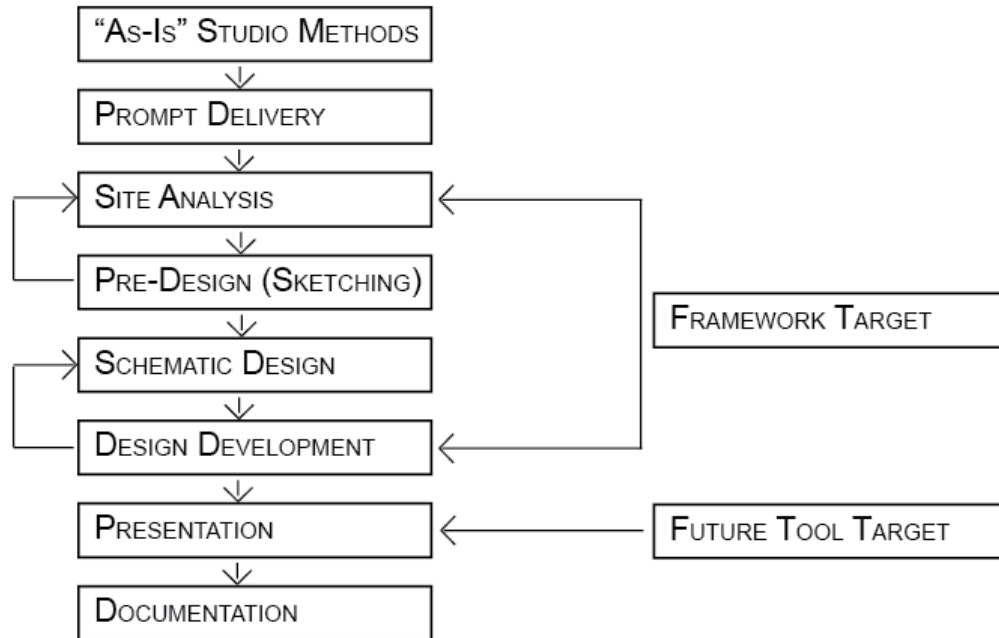 “As-Is” Studio Methods
Prompt Delivery
Site Analysis
Pre-Design (Sketching)
Schematic Design
Design Development
Presentation
Documentation
Framework Target
Future Tool Target